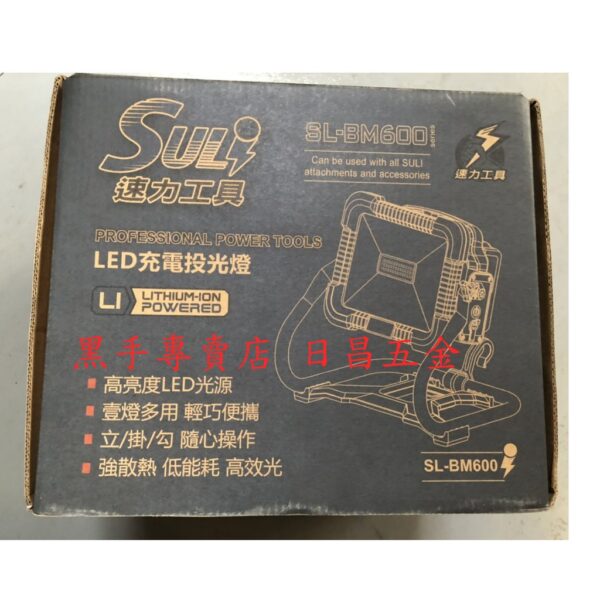 SULI
速力工具
SL-BM600 SERIES
Can be used with all SULI
attachments and accessories
速力工具
PROFESSIONAL POWER TOOLS
LED充電投光燈
LI LITHIUM-ION
POWERED
黑手專賣店 日昌五金
高亮度LED光源
壹燈多用 輕巧便攜
立/掛/勾 隨心操作
強散熱 低能耗 高效光
SL-BM600